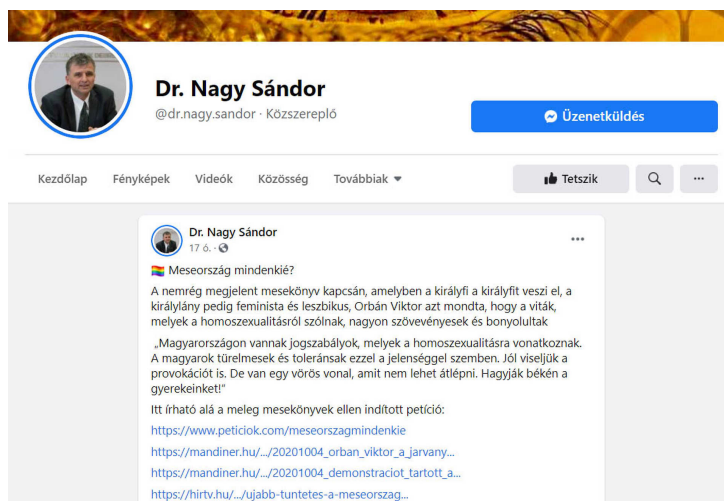 Dr. Nagy Sándor
@dr.nagy.sandor · Közszereplő
Üzenetküldés
Kezdőlap Fényképek Videók Közösség Továbbiak
Tetszik
Dr. Nagy Sándor
17 ó. ·
Meseország mindenkié?
A nemrég megjelent mesekönyv kapcsán, amelyben a királyfi a királyfit veszi el, a
királylány pedig feminista és leszbikus, Orbán Viktor azt mondta, hogy a viták,
melyek a homoszexualitásról szólnak, nagyon szövevényesek és bonyolultak
„Magyarországon vannak jogszabályok, melyek a homoszexualitásra vonatkoznak.
A magyarok türelmesek és toleránsak ezzel a jelenséggel szemben. Jól viseljük a
provokációt is. De van egy vörös vonal, amit nem lehet átlépni. Hagyják békén a
gyerekeinket!"
Itt írható alá a meleg mesekönyvek ellen indított petíció:
https://www.peticiok.com/meseorszagmindenkie
https://mandiner.hu/.../20201004_orban_viktor_a_jarvany...
https://mandiner.hu/.../20201004_demonstraciot_tartott_a...
https://hirtv.hu/.../ujabb-tuntetes-a-meseorszag...